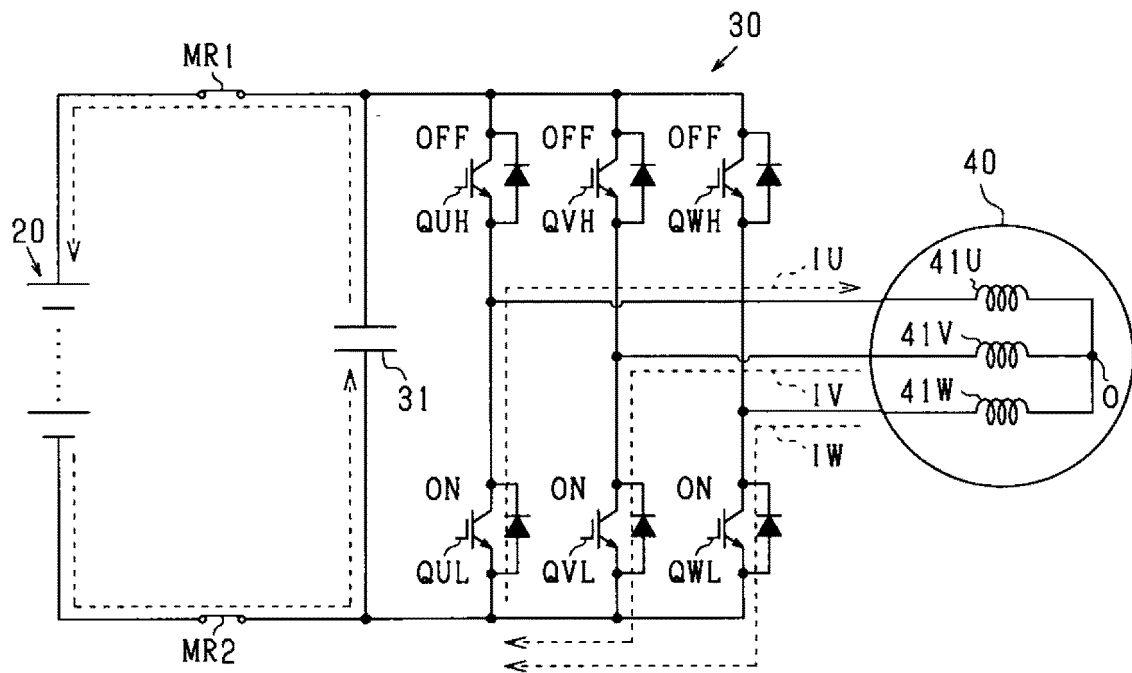 30
MR1
OFF OFF OFF
QUH QVH QWH
40
20
IU
41U
41V
31
IV
41W
O
IW
ON ON ON
QUL QVL QWL
MR2